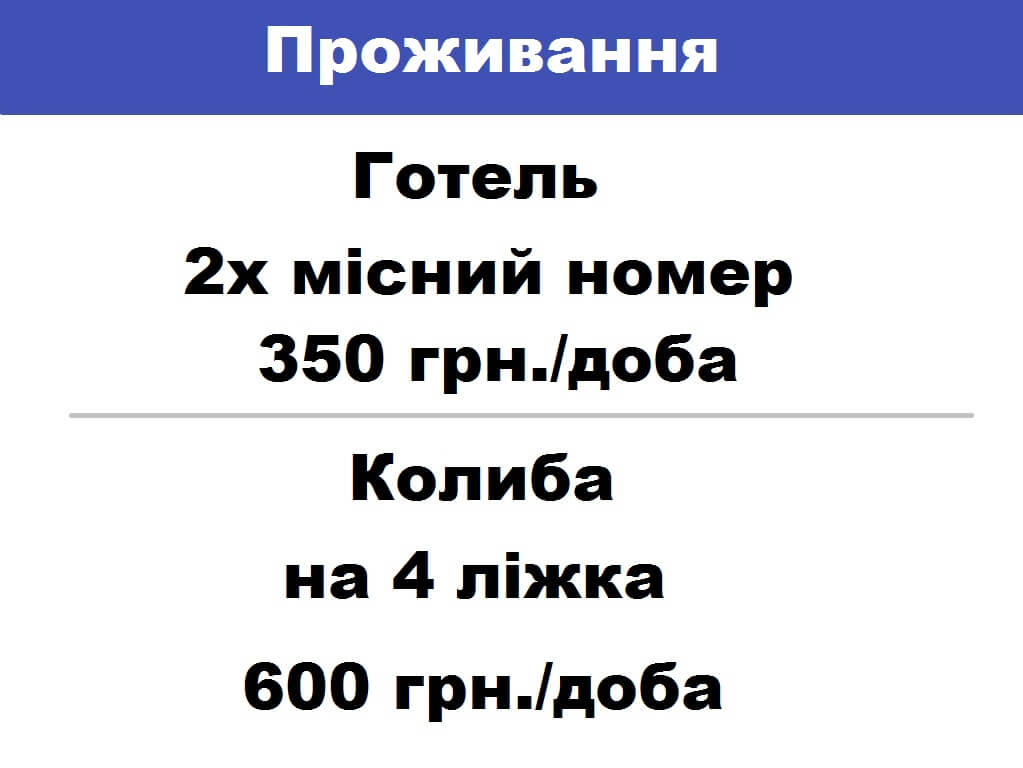 Проживання
Готель
2х місний номер
350 грн./доба
Колиба
на 4 ліжка
600 грн./доба